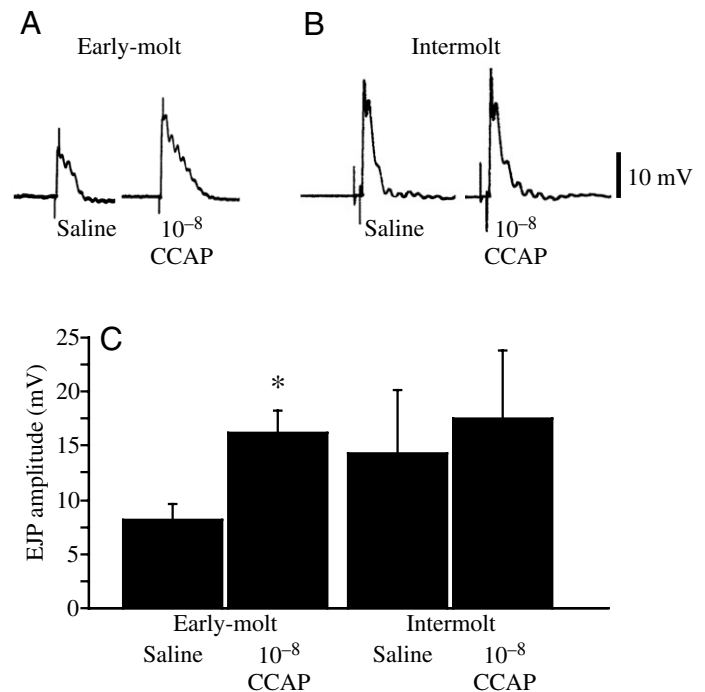 A
Early-molt
Saline
10⁻⁸
CCAP
B
Intermolt
Saline
10⁻⁸
CCAP
10 mV
C
EJP amplitude (mV)
25
20
15
10
5
0
*
Early-molt
Intermolt
Saline
10⁻⁸
CCAP
Saline
10⁻⁸
CCAP